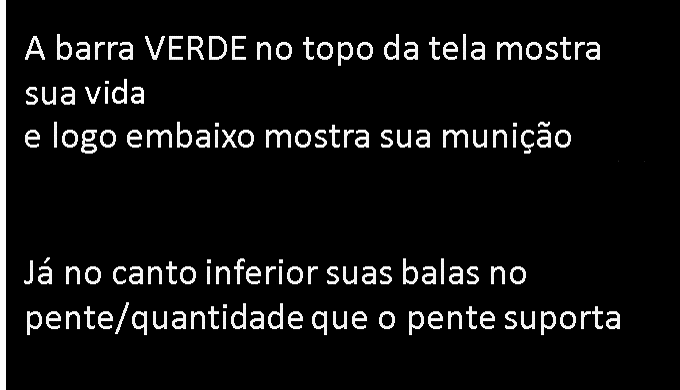 A barra VERDE no topo da tela mostra
sua vida
e logo embaixo mostra sua munição
Já no canto inferior suas balas no
pente/quantidade que o pente suporta